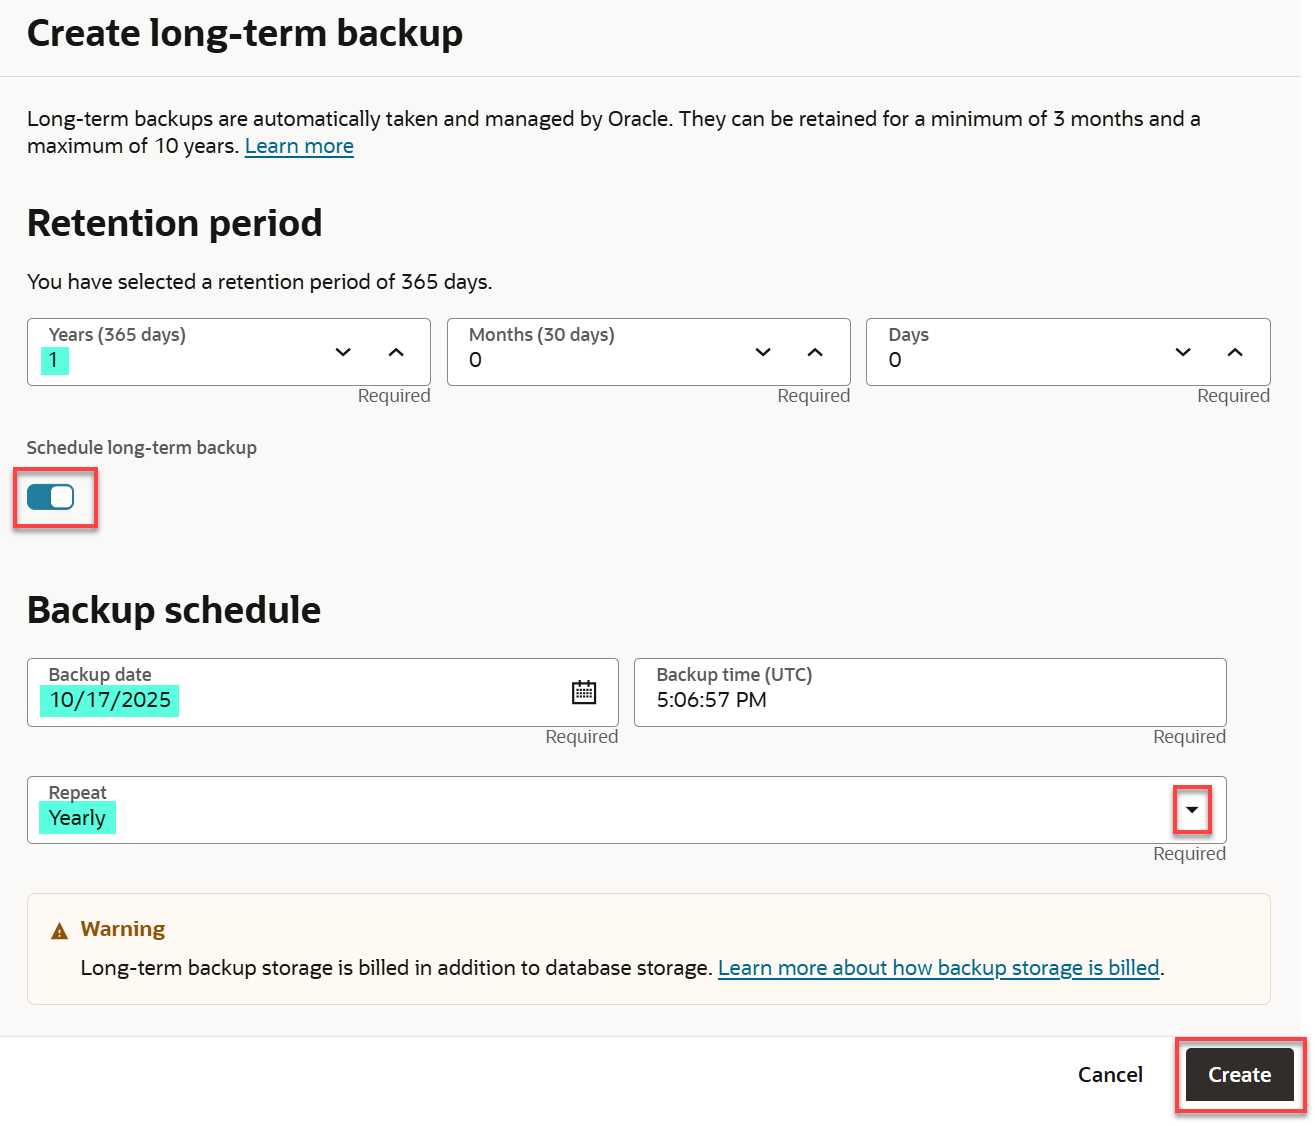 Create long-term backup
Long-term backups are automatically taken and managed by Oracle. They can be retained for a minimum of 3 months and a
maximum of 10 years. Learn more
Retention period
You have selected a retention period of 365 days.
Years (365 days)
1
Required
Months (30 days)
0
Required
Days
0
Required
Schedule long-term backup
Backup schedule
Backup date
10/17/2025
Required
Backup time (UTC)
5:06:57 PM
Required
Repeat
Yearly
Required
Warning
Long-term backup storage is billed in addition to database storage. Learn more about how backup storage is billed.
Cancel
Create